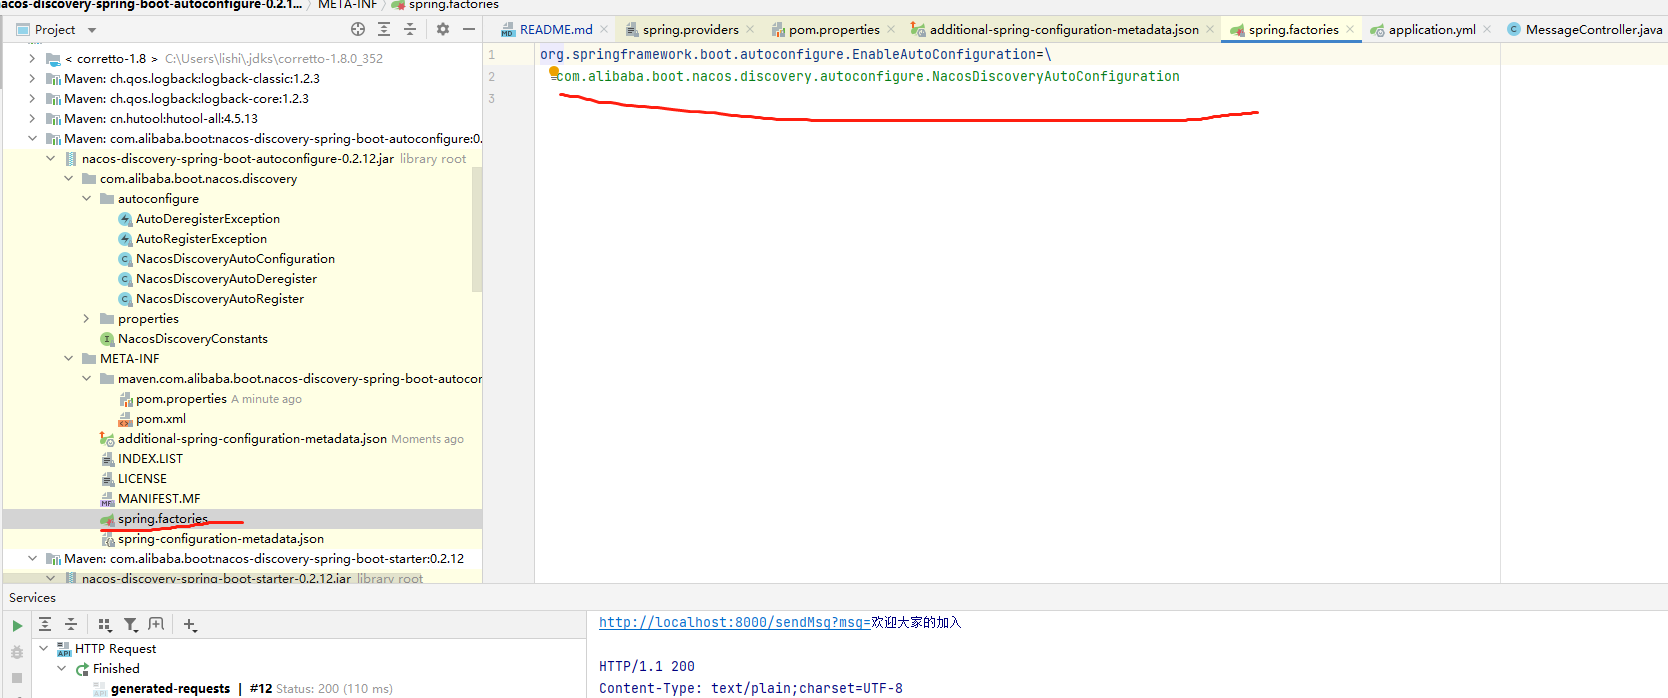 nacos-discovery-spring-boot-autoconfigure-0.2.1... META-INF spring.factories
Project
README.md spring.providers pom.properties additional-spring-configuration-metadata.json spring.factories application.yml MessageController.java
< corretto-1.8 > C:\Users\lishi\.jdks\corretto-1.8.0_352
Maven: ch.qos.logback:logback-classic:1.2.3
Maven: ch.qos.logback:logback-core:1.2.3
Maven: cn.hutool:hutool-all:4.5.13
Maven: com.alibaba.boot:nacos-discovery-spring-boot-autoconfigure:0.
nacos-discovery-spring-boot-autoconfigure-0.2.12.jar library root
com.alibaba.boot.nacos.discovery
autoconfigure
AutoDeregisterException
AutoRegisterException
NacosDiscoveryAutoConfiguration
NacosDiscoveryAutoDeregister
NacosDiscoveryAutoRegister
properties
NacosDiscoveryConstants
META-INF
maven.com.alibaba.boot.nacos-discovery-spring-boot-autocon
pom.properties A minute ago
pom.xml
additional-spring-configuration-metadata.json Moments ago
INDEX.LIST
LICENSE
MANIFEST.MF
spring.factories
spring-configuration-metadata.json
Maven: com.alibaba.boot:nacos-discovery-spring-boot-starter:0.2.12
nacos-discovery-spring-boot-starter-0.2.12.jar library root
1 org.springframework.boot.autoconfigure.EnableAutoConfiguration=\
2 com.alibaba.boot.nacos.discovery.autoconfigure.NacosDiscoveryAutoConfiguration
3
Services
HTTP Request
Finished
generated-requests | #12 Status: 200 (110 ms)
http://localhost:8000/sendMsg?msg=欢迎大家的加入
HTTP/1.1 200
Content-Type: text/plain;charset=UTF-8